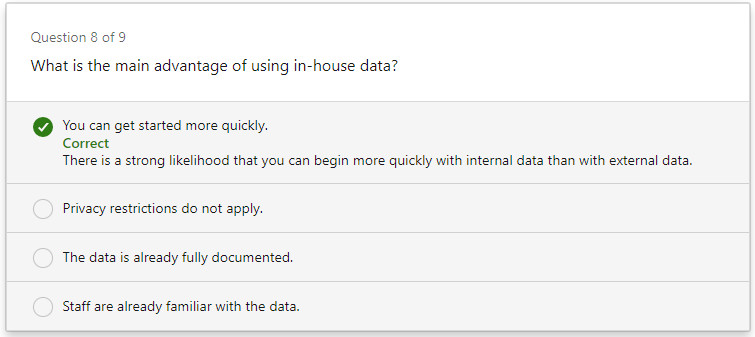 Question 8 of 9
What is the main advantage of using in-house data?
You can get started more quickly.
Correct
There is a strong likelihood that you can begin more quickly with internal data than with external data.
Privacy restrictions do not apply.
The data is already fully documented.
Staff are already familiar with the data.